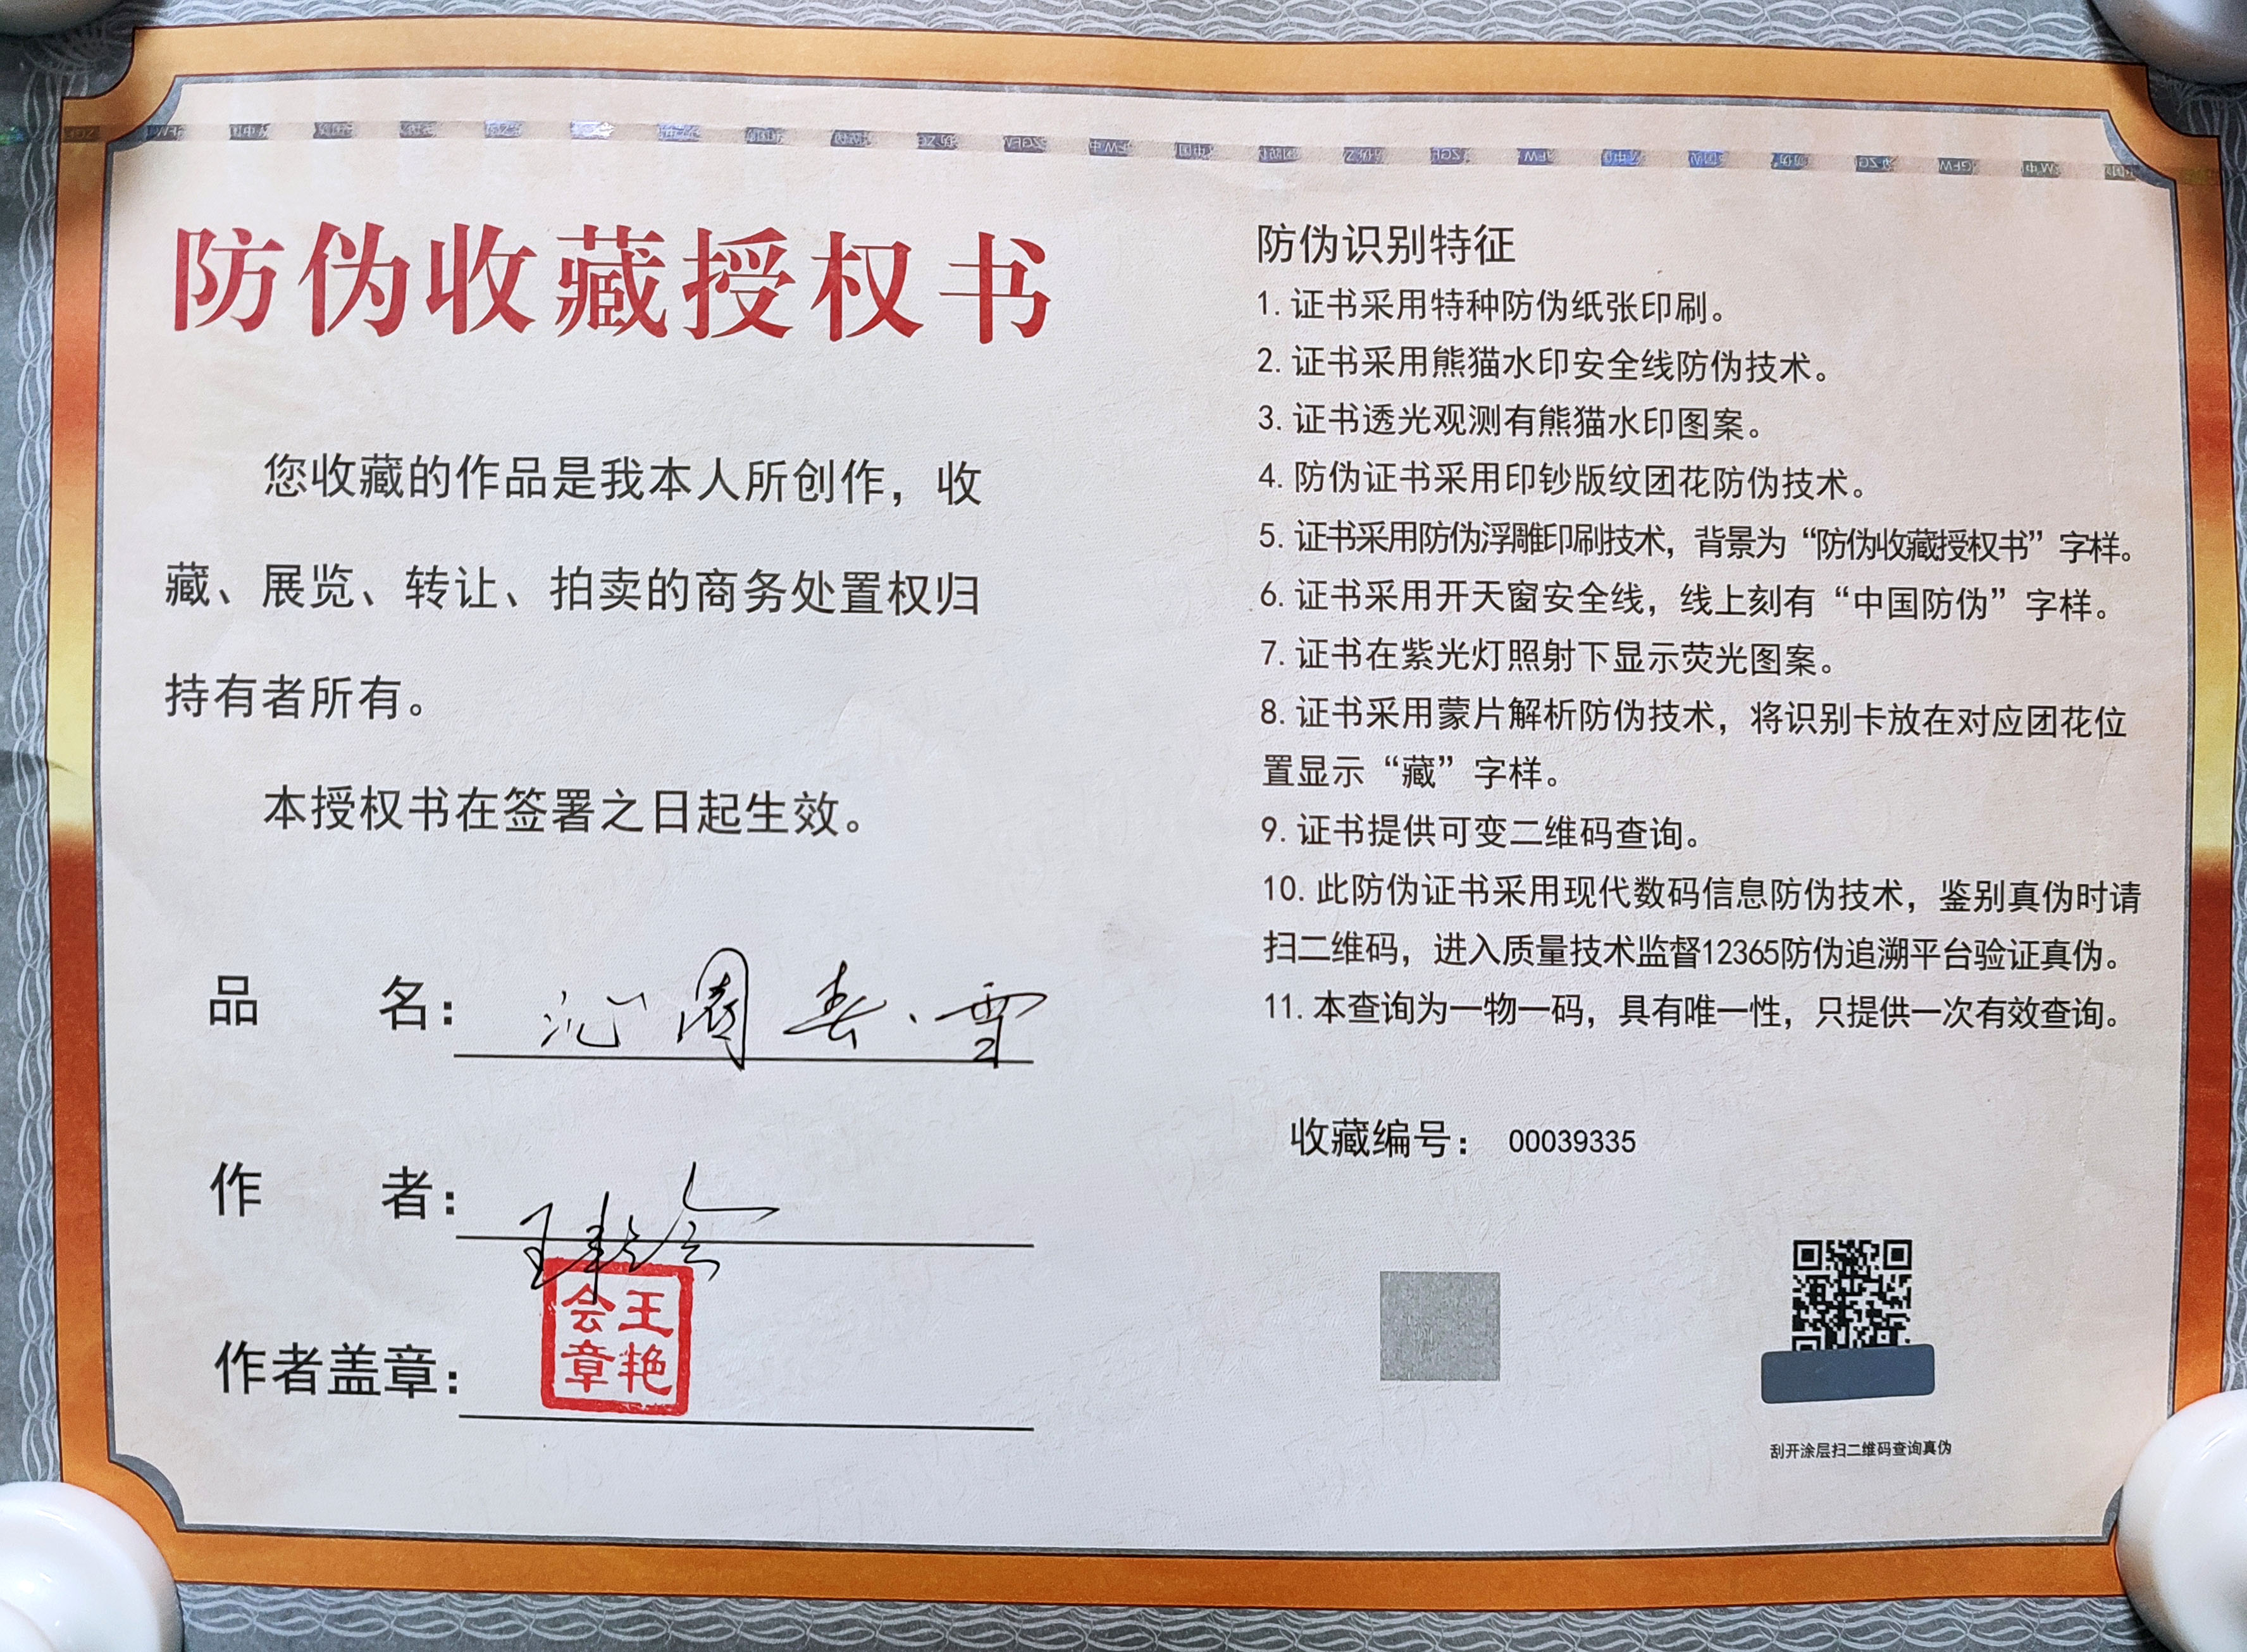 防伪收藏授权书
您收藏的作品是我本人所创作，收
藏、展览、转让、拍卖的商务处置权归
持有者所有。
本授权书在签署之日起生效。
品 名：沁园春·雪
作 者：王艳会
作者盖章：
王艳
会章
防伪识别特征
1. 证书采用特种防伪纸张印刷。
2. 证书采用熊猫水印安全线防伪技术。
3. 证书透光观测有熊猫水印图案。
4. 防伪证书采用印钞版纹团花防伪技术。
5. 证书采用防伪浮雕印刷技术，背景为“防伪收藏授权书”字样。
6. 证书采用开天窗安全线，线上刻有“中国防伪”字样。
7. 证书在紫光灯照射下显示荧光图案。
8. 证书采用蒙片解析防伪技术，将识别卡放在对应团花位
置显示“藏”字样。
9. 证书提供可变二维码查询。
10. 此防伪证书采用现代数码信息防伪技术，鉴别真伪时请
扫二维码，进入质量技术监督12365防伪追溯平台验证真伪。
11. 本查询为一物一码，具有唯一性，只提供一次有效查询。
收藏编号： 00039335
刮开涂层扫二维码查询真伪